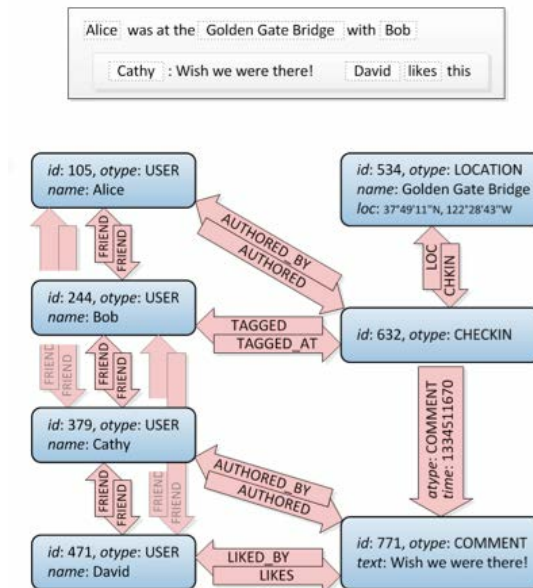 Alice was at the Golden Gate Bridge with Bob
Cathy : Wish we were there! David likes this
id: 105, otype: USER
name: Alice
id: 534, otype: LOCATION
name: Golden Gate Bridge
loc: 37°49'11"N, 122°28'43"W
FRIEND
FRIEND
AUTHORED_BY
AUTHORED
LOC
CHKIN
id: 244, otype: USER
name: Bob
TAGGED
TAGGED_AT
id: 632, otype: CHECKIN
FRIEND
FRIEND
FRIEND
FRIEND
id: 379, otype: USER
name: Cathy
AUTHORED_BY
AUTHORED
atype: COMMENT
time: 1334511670
FRIEND
FRIEND
FRIEND
FRIEND
id: 471, otype: USER
name: David
LIKED_BY
LIKES
id: 771, otype: COMMENT
text: Wish we were there!